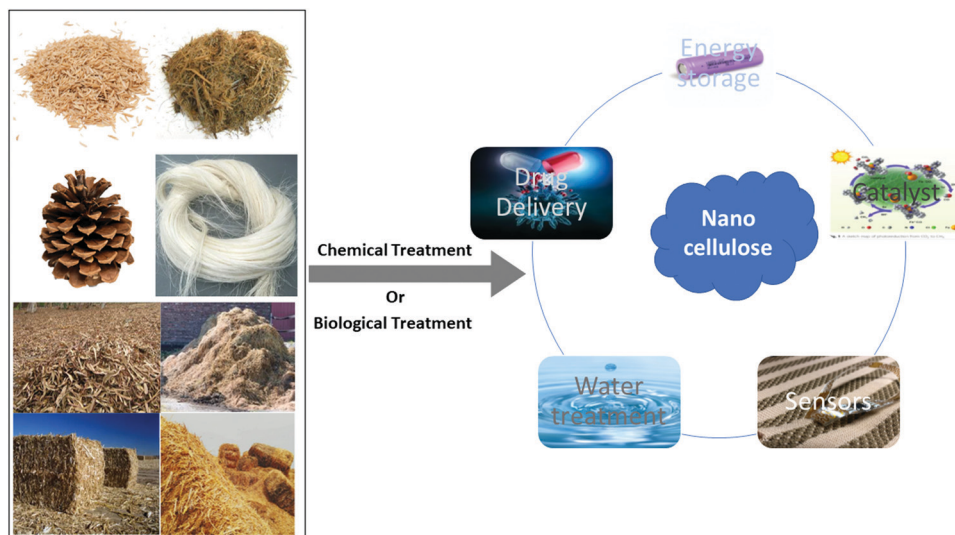 Energy
storage
Drug
Delivery
Catalyst
Nano
cellulose
Chemical Treatment
Or
Biological Treatment
Water
treatment
Sensors